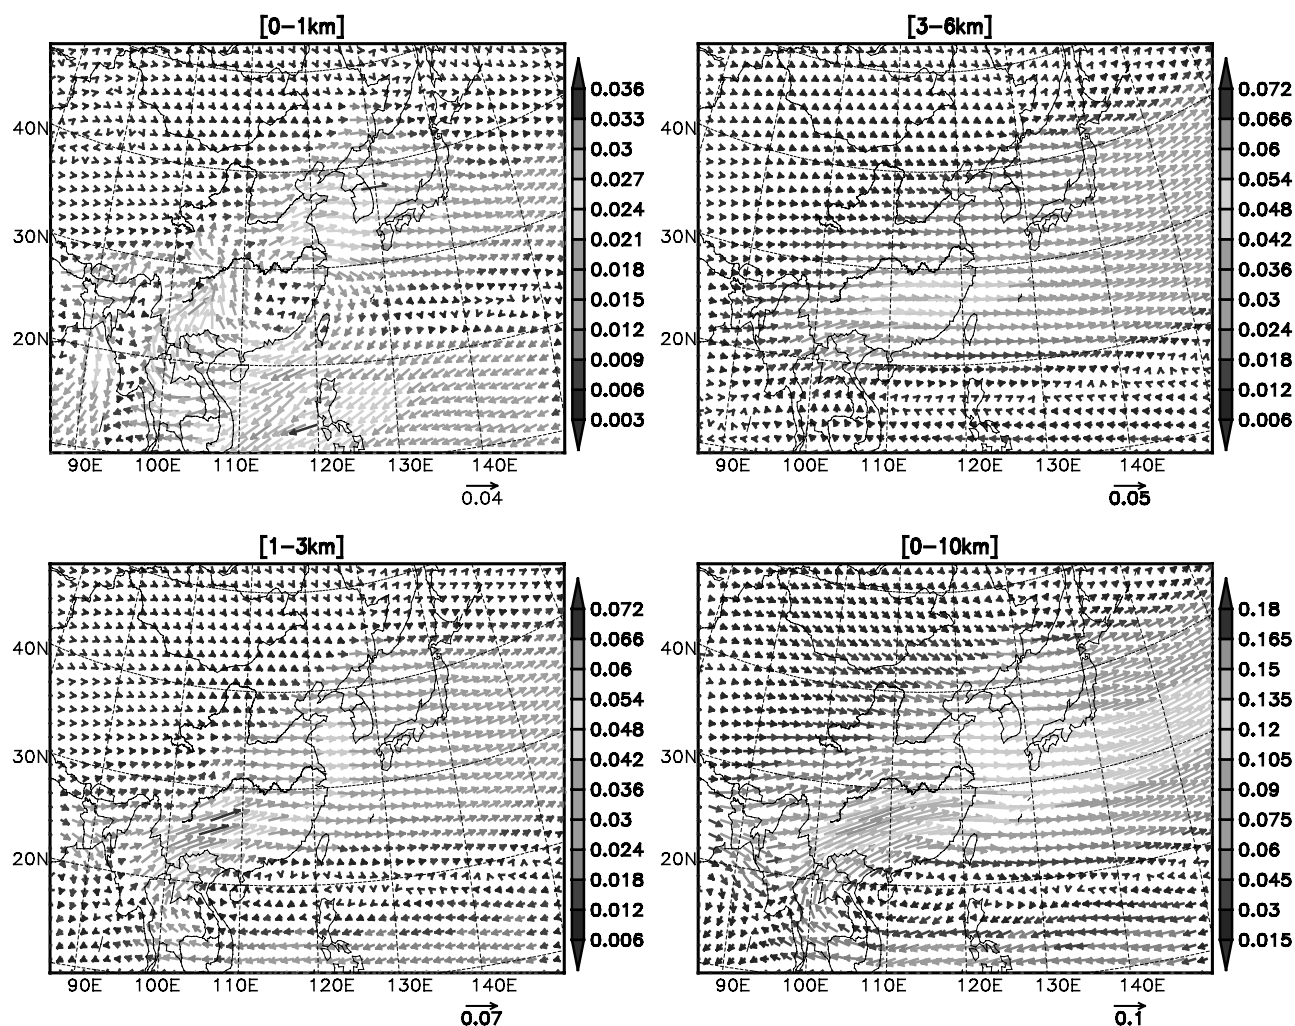 [0-1km]
40N
30N
20N
90E 100E 110E 120E 130E 140E
0.036
0.033
0.03
0.027
0.024
0.021
0.018
0.015
0.012
0.009
0.006
0.003
0.04
[3-6km]
40N
30N
20N
90E 100E 110E 120E 130E 140E
0.072
0.066
0.06
0.054
0.048
0.042
0.036
0.03
0.024
0.018
0.012
0.006
0.05
[1-3km]
40N
30N
20N
90E 100E 110E 120E 130E 140E
0.072
0.066
0.06
0.054
0.048
0.042
0.036
0.03
0.024
0.018
0.012
0.006
0.07
[0-10km]
40N
30N
20N
90E 100E 110E 120E 130E 140E
0.18
0.165
0.15
0.135
0.12
0.105
0.09
0.075
0.06
0.045
0.03
0.015
0.1